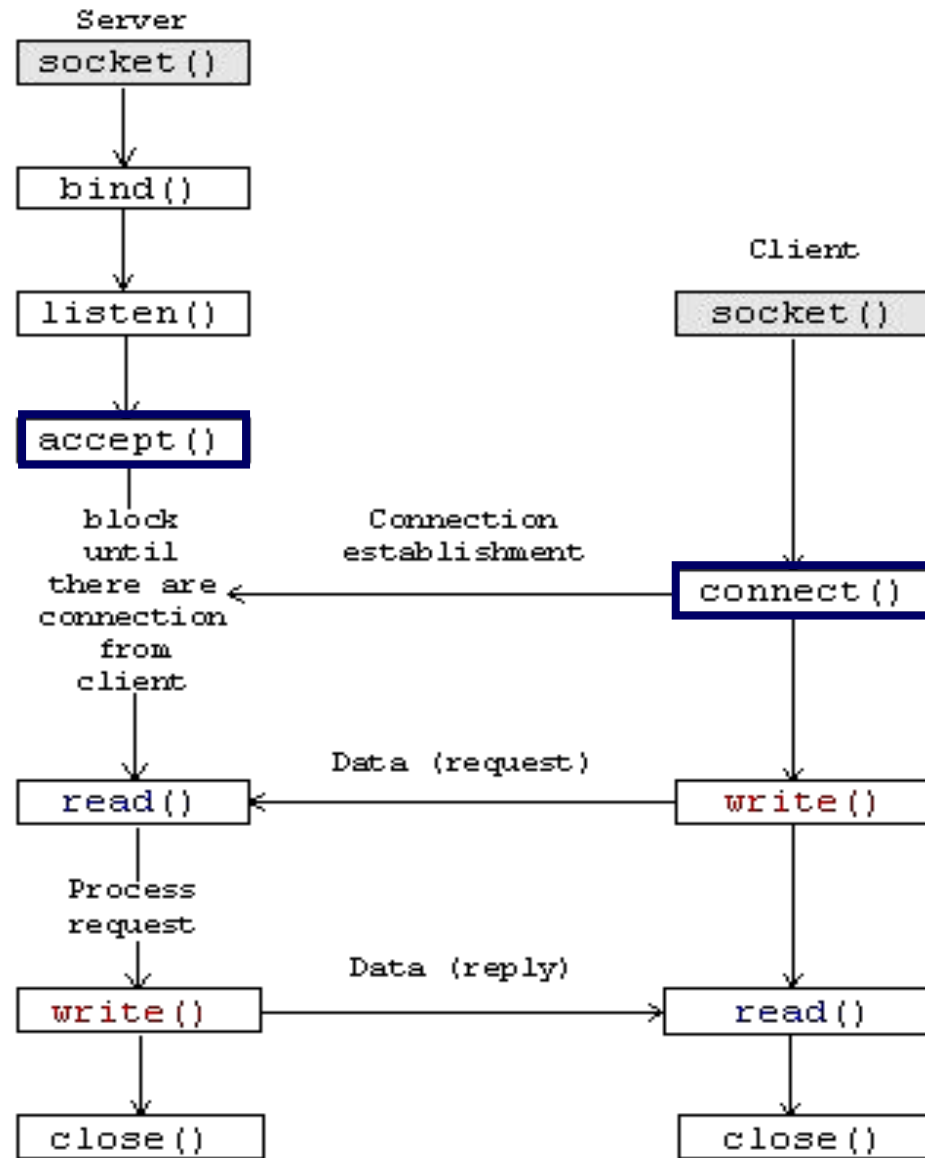 Server
socket()
bind()
listen()
accept()
block
until
there are
connection
from
client
Connection
establishment
Client
socket()
connect()
Data (request)
read()
write()
Process
request
Data (reply)
write()
read()
close()
close()